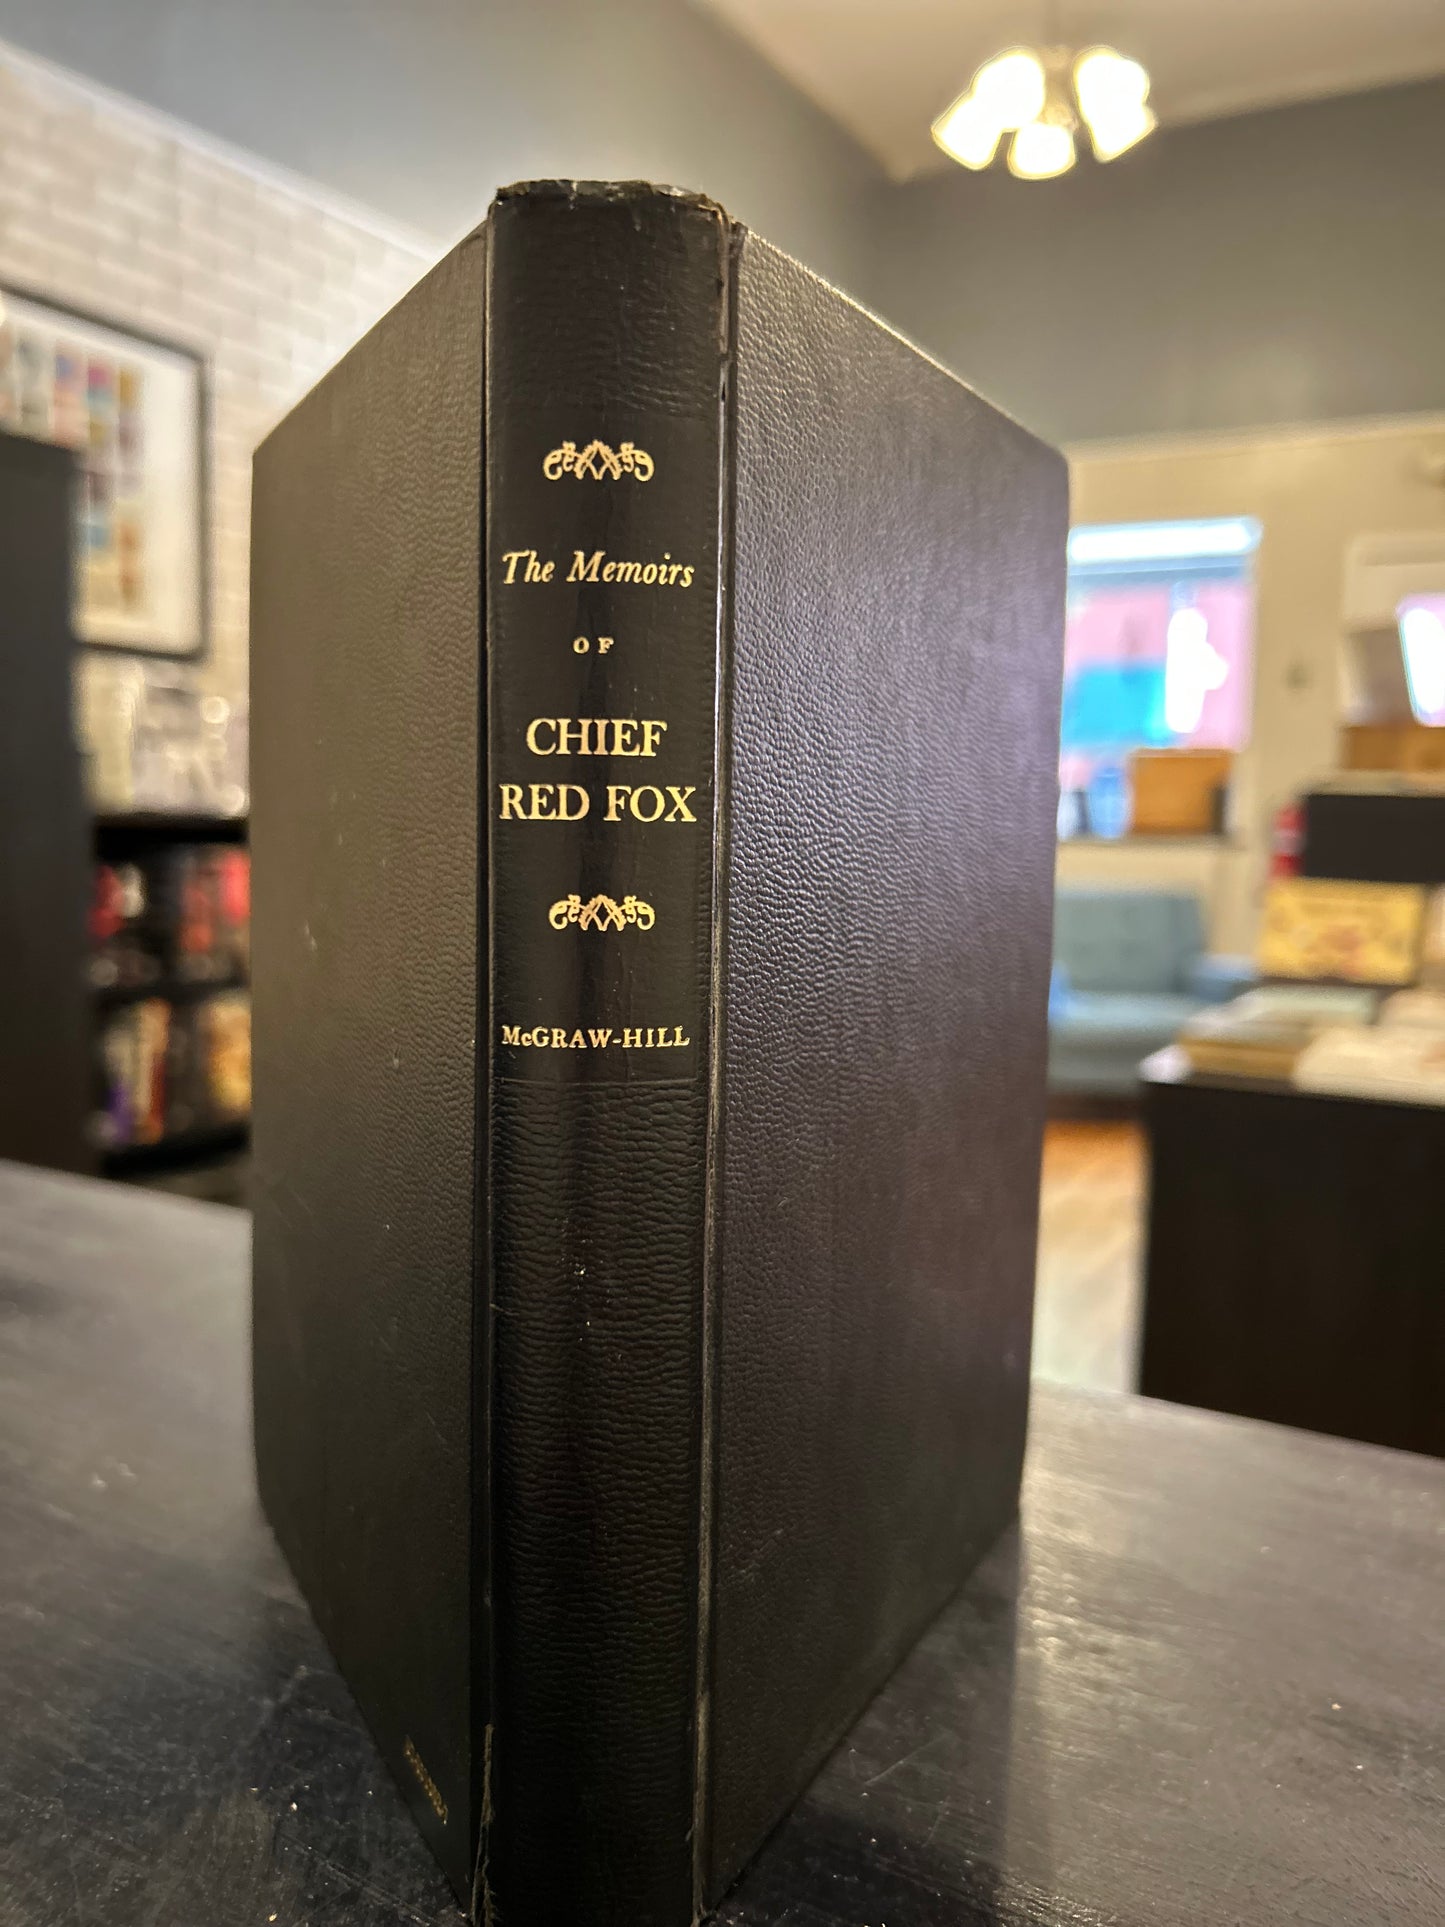 The Memoirs
OF
CHIEF
RED FOX
McGRAW-HILL